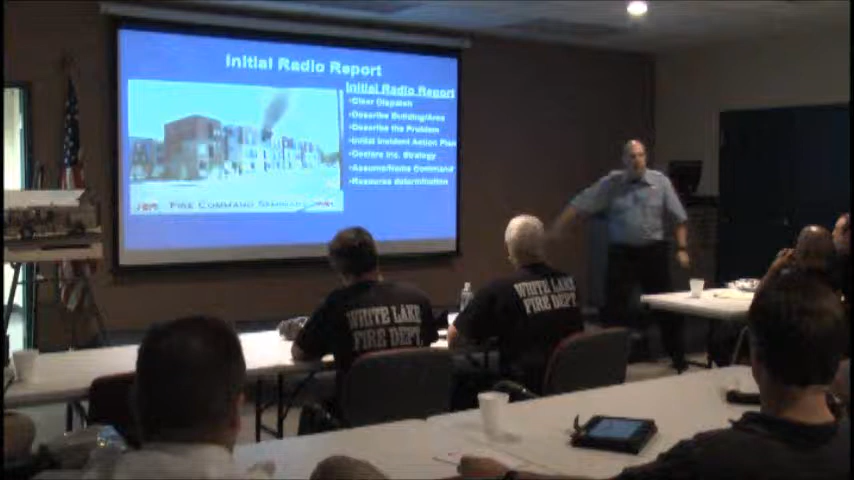 Initial Radio Report
Initial Radio Report
•Clear Dispatch
•Describe Building/Area
•Describe the Problem
•Initial Incident Action Plan
•Declare Inc. Strategy
•Assume/Name Command
•Resource determination
FIRE COMMAND SEMINAR
WHITE LAKE
FIRE DEPT.
WHITE LAKE
FIRE DEPT.